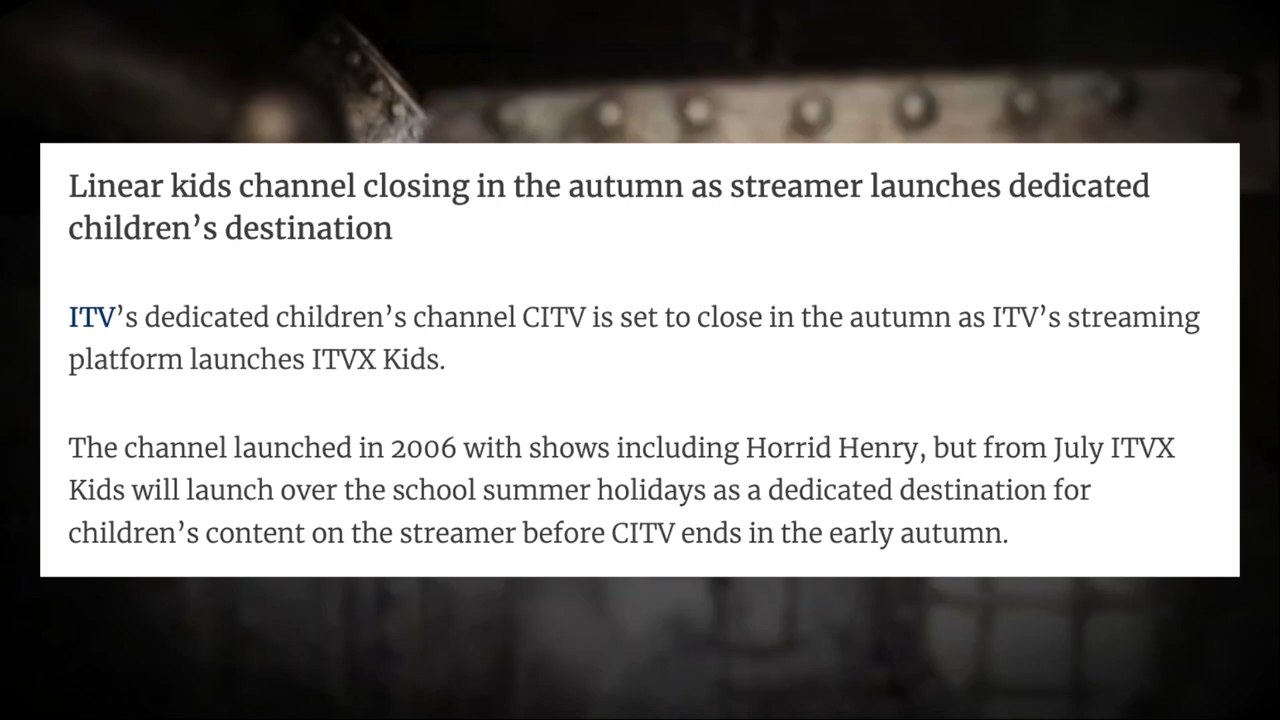 Linear kids channel closing in the autumn as streamer launches dedicated
children’s destination
ITV’s dedicated children’s channel CITV is set to close in the autumn as ITV’s streaming
platform launches ITVX Kids.
The channel launched in 2006 with shows including Horrid Henry, but from July ITVX
Kids will launch over the school summer holidays as a dedicated destination for
children’s content on the streamer before CITV ends in the early autumn.